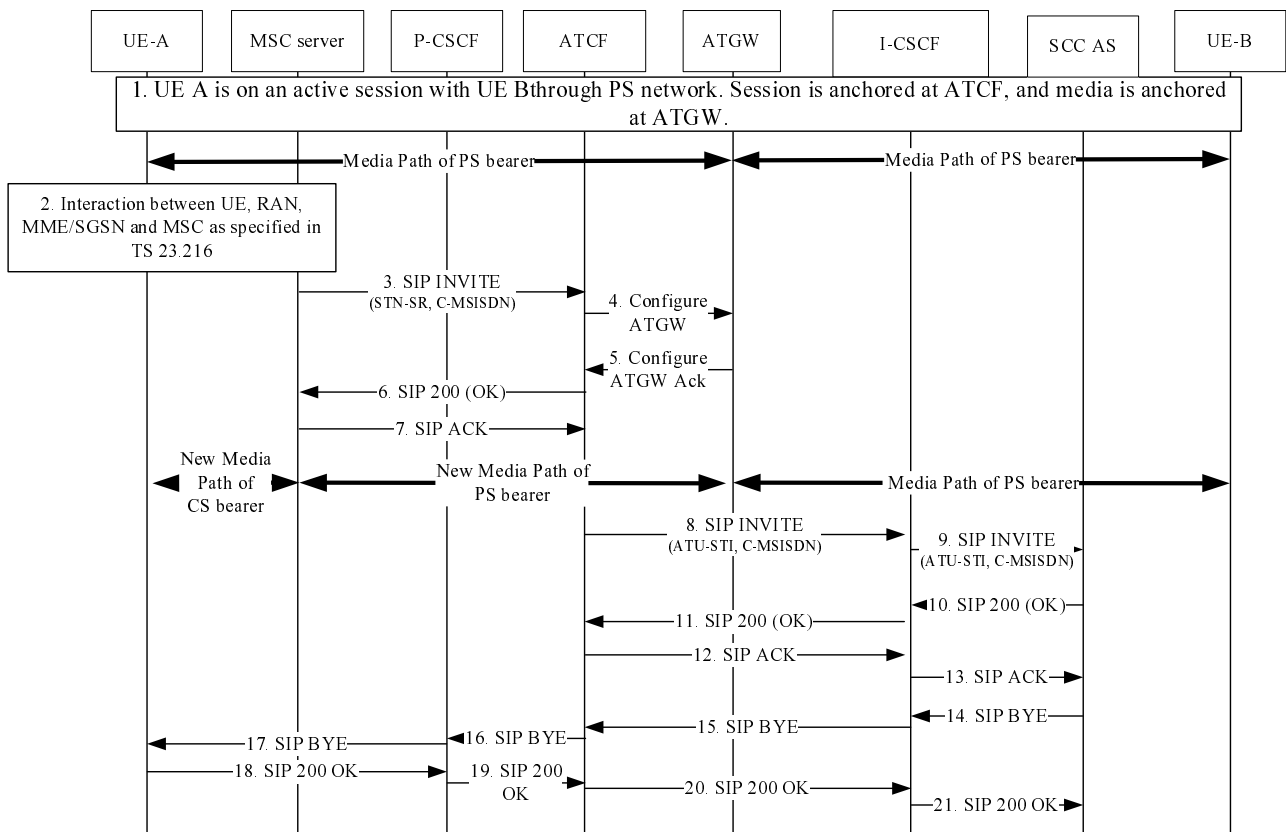 UE-A
MSC server
P-CSCF
ATCF
ATGW
I-CSCF
SCC AS
UE-B
1. UE A is on an active session with UE Bthrough PS network. Session is anchored at ATCF, and media is anchored
at ATGW.
Media Path of PS bearer
Media Path of PS bearer
2. Interaction between UE, RAN,
MME/SGSN and MSC as specified in
TS 23.216
3. SIP INVITE
(STN-SR, C-MSISDN)
4. Configure
ATGW
5. Configure
ATGW Ack
6. SIP 200 (OK)
7. SIP ACK
New Media
Path of
CS bearer
New Media Path of
PS bearer
Media Path of PS bearer
8. SIP INVITE
(ATU-STI, C-MSISDN)
9. SIP INVITE
(ATU-STI, C-MSISDN)
10. SIP 200 (OK)
11. SIP 200 (OK)
12. SIP ACK
13. SIP ACK
14. SIP BYE
15. SIP BYE
16. SIP BYE
17. SIP BYE
18. SIP 200 OK
19. SIP 200
OK
20. SIP 200 OK
21. SIP 200 OK